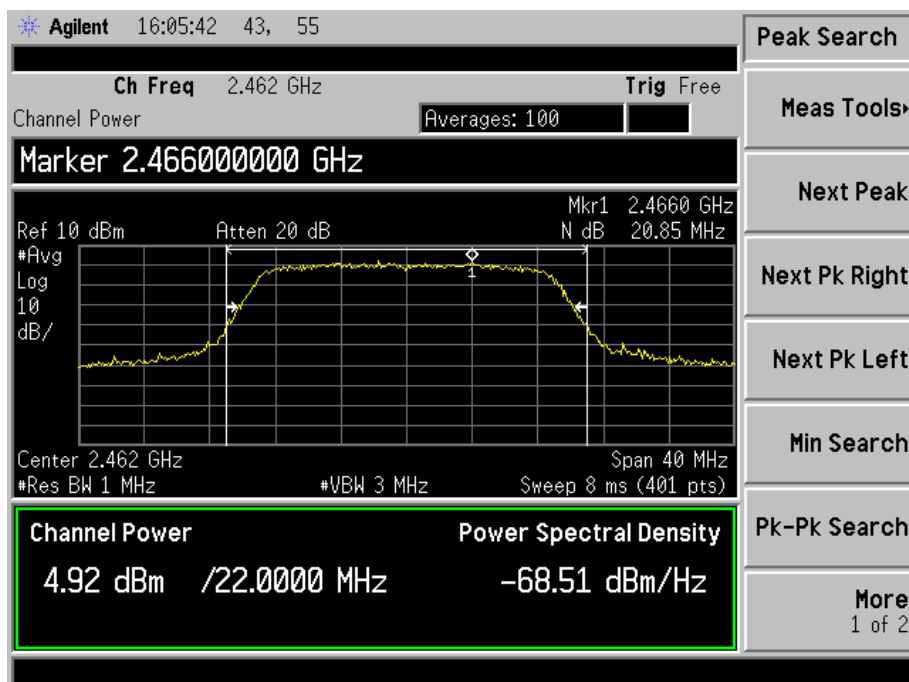 Agilent 16:05:42 43, 55
Peak Search
Ch Freq 2.462 GHz
Trig Free
Channel Power
Averages: 100
Marker 2.466000000 GHz
Mkr1 2.4660 GHz
Ref 10 dBm Atten 20 dB N dB 20.85 MHz
#Avg
Log
10
dB/
1
Center 2.462 GHz Span 40 MHz
#Res BW 1 MHz #VBW 3 MHz Sweep 8 ms (401 pts)
Channel Power Power Spectral Density
4.92 dBm /22.0000 MHz -68.51 dBm/Hz
Meas Tools
Next Peak
Next Pk Right
Next Pk Left
Min Search
Pk-Pk Search
More
1 of 2